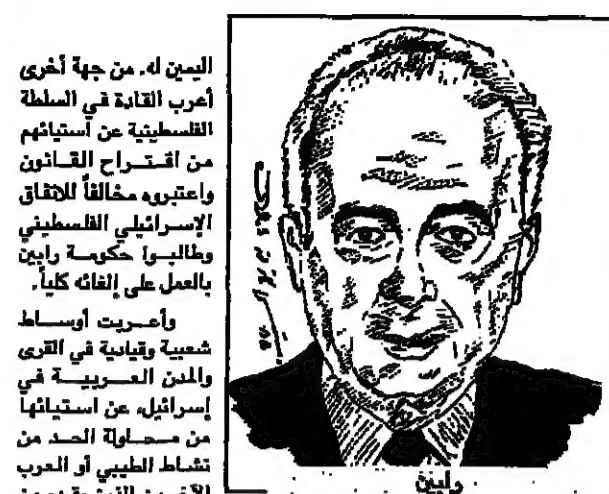 اليمين له. من جهة أخرى
أعرب القادة في السلطة
الفلسطينية عن استيائهم
من اقتراح القانون
واعتبروه مخالفاً للاتفاق
الإسرائيلي الفلسطيني
وطالبوا حكومة رابين
بالعمل على إلغائه كلياً.
وأعربت أوساط
شعبية وقيادية في القرى
والمدن العربية في
إسرائيل، عن استيائها
من محاولة الحد من
نشاط الطيبي أو العرب
رابين